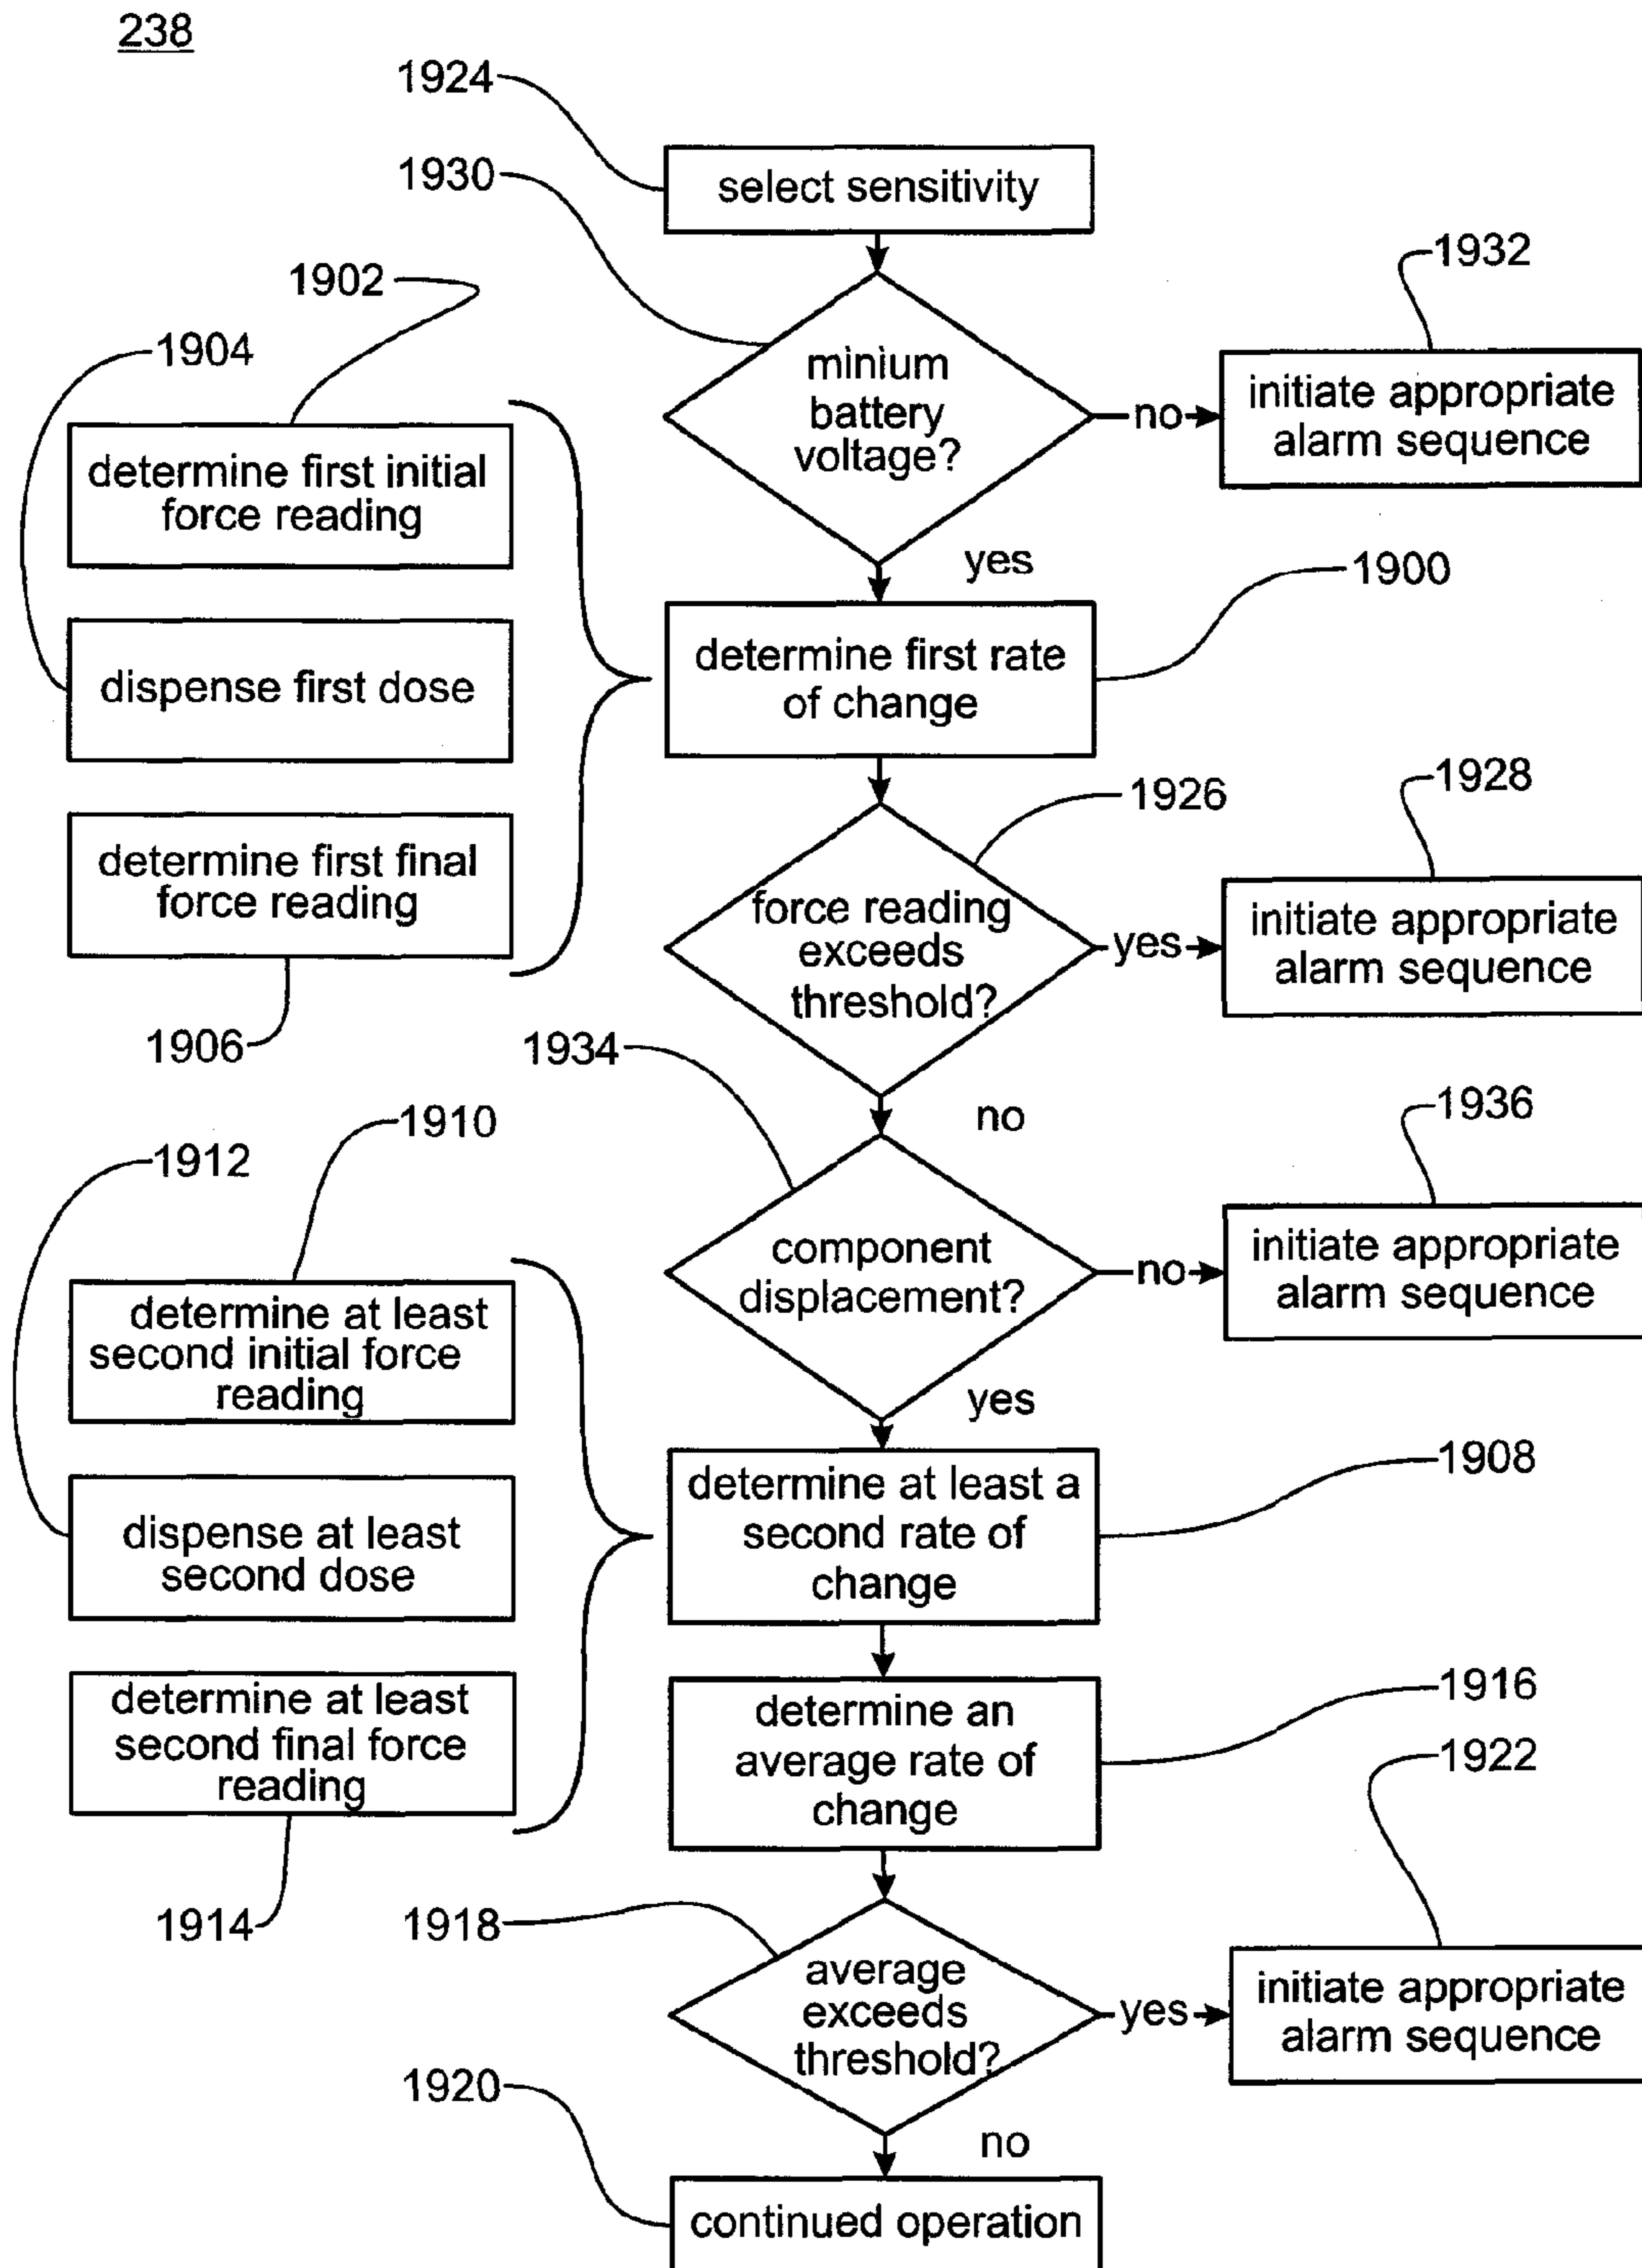 238
1924
1930
select sensitivity
1932
1902
1904
minium
battery
voltage?
no
initiate appropriate
alarm sequence
determine first initial
force reading
yes
1900
dispense first dose
determine first rate
of change
1928
1926
determine first final
force reading
force reading
exceeds
threshold?
yes
initiate appropriate
alarm sequence
1906
1934
no
1936
1910
1912
component
displacement?
no
initiate appropriate
alarm sequence
determine at least
second initial force
reading
yes
1908
determine at least a
second rate of
change
dispense at least
second dose
1916
determine at least
second final force
reading
determine an
average rate of
change
1922
1914
1918
average
exceeds
threshold?
yes
initiate appropriate
alarm sequence
1920
no
continued operation